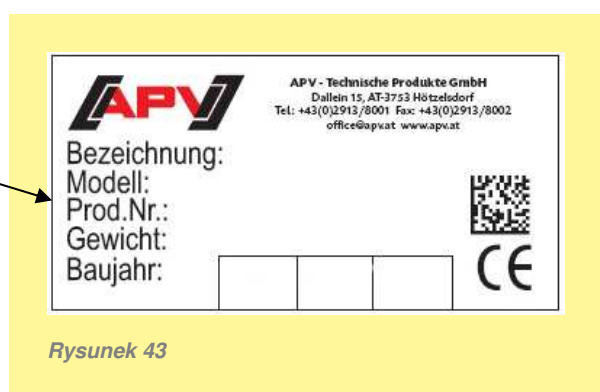 APV
APV - Technische Produkte GmbH
Dallein 15, AT-3753 Hötzelsdorf
Tel: +43(0)2913/8001 Fax: +43(0)2913/8002
office@apv.at www.apv.at
Bezeichnung:
Modell:
Prod.Nr.:
Gewicht:
Baujahr:
CE
Rysunek 43